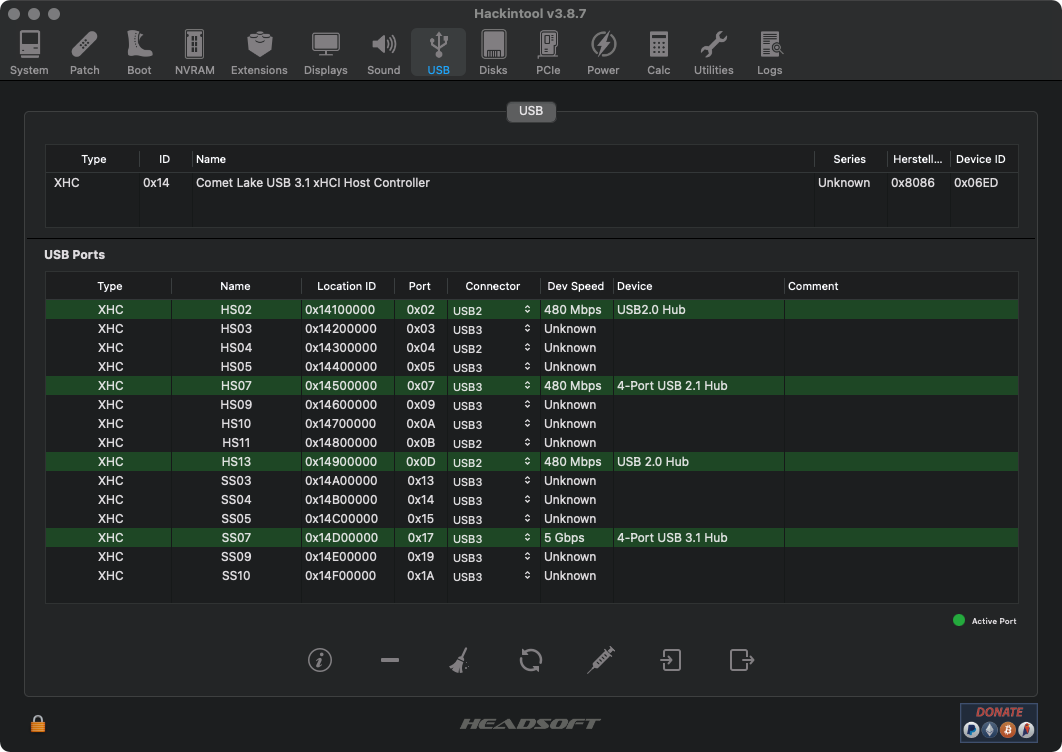 Hackintool v3.8.7
System Patch Boot NVRAM Extensions Displays Sound USB Disks PCIe Power Calc Utilities Logs
USB
Type ID Name Series Herstell... Device ID
XHC 0x14 Comet Lake USB 3.1 xHCI Host Controller Unknown 0x8086 0x06ED
USB Ports
Type Name Location ID Port Connector Dev Speed Device Comment
XHC HS02 0x14100000 0x02 USB2 480 Mbps USB2.0 Hub
XHC HS03 0x14200000 0x03 USB3 Unknown
XHC HS04 0x14300000 0x04 USB2 Unknown
XHC HS05 0x14400000 0x05 USB3 Unknown
XHC HS07 0x14500000 0x07 USB3 480 Mbps 4-Port USB 2.1 Hub
XHC HS09 0x14600000 0x09 USB3 Unknown
XHC HS10 0x14700000 0x0A USB3 Unknown
XHC HS11 0x14800000 0x0B USB2 Unknown
XHC HS13 0x14900000 0x0D USB2 480 Mbps USB 2.0 Hub
XHC SS03 0x14A00000 0x13 USB3 Unknown
XHC SS04 0x14B00000 0x14 USB3 Unknown
XHC SS05 0x14C00000 0x15 USB3 Unknown
XHC SS07 0x14D00000 0x17 USB3 5 Gbps 4-Port USB 3.1 Hub
XHC SS09 0x14E00000 0x19 USB3 Unknown
XHC SS10 0x14F00000 0x1A USB3 Unknown
Active Port
HEADSOFT
DONATE